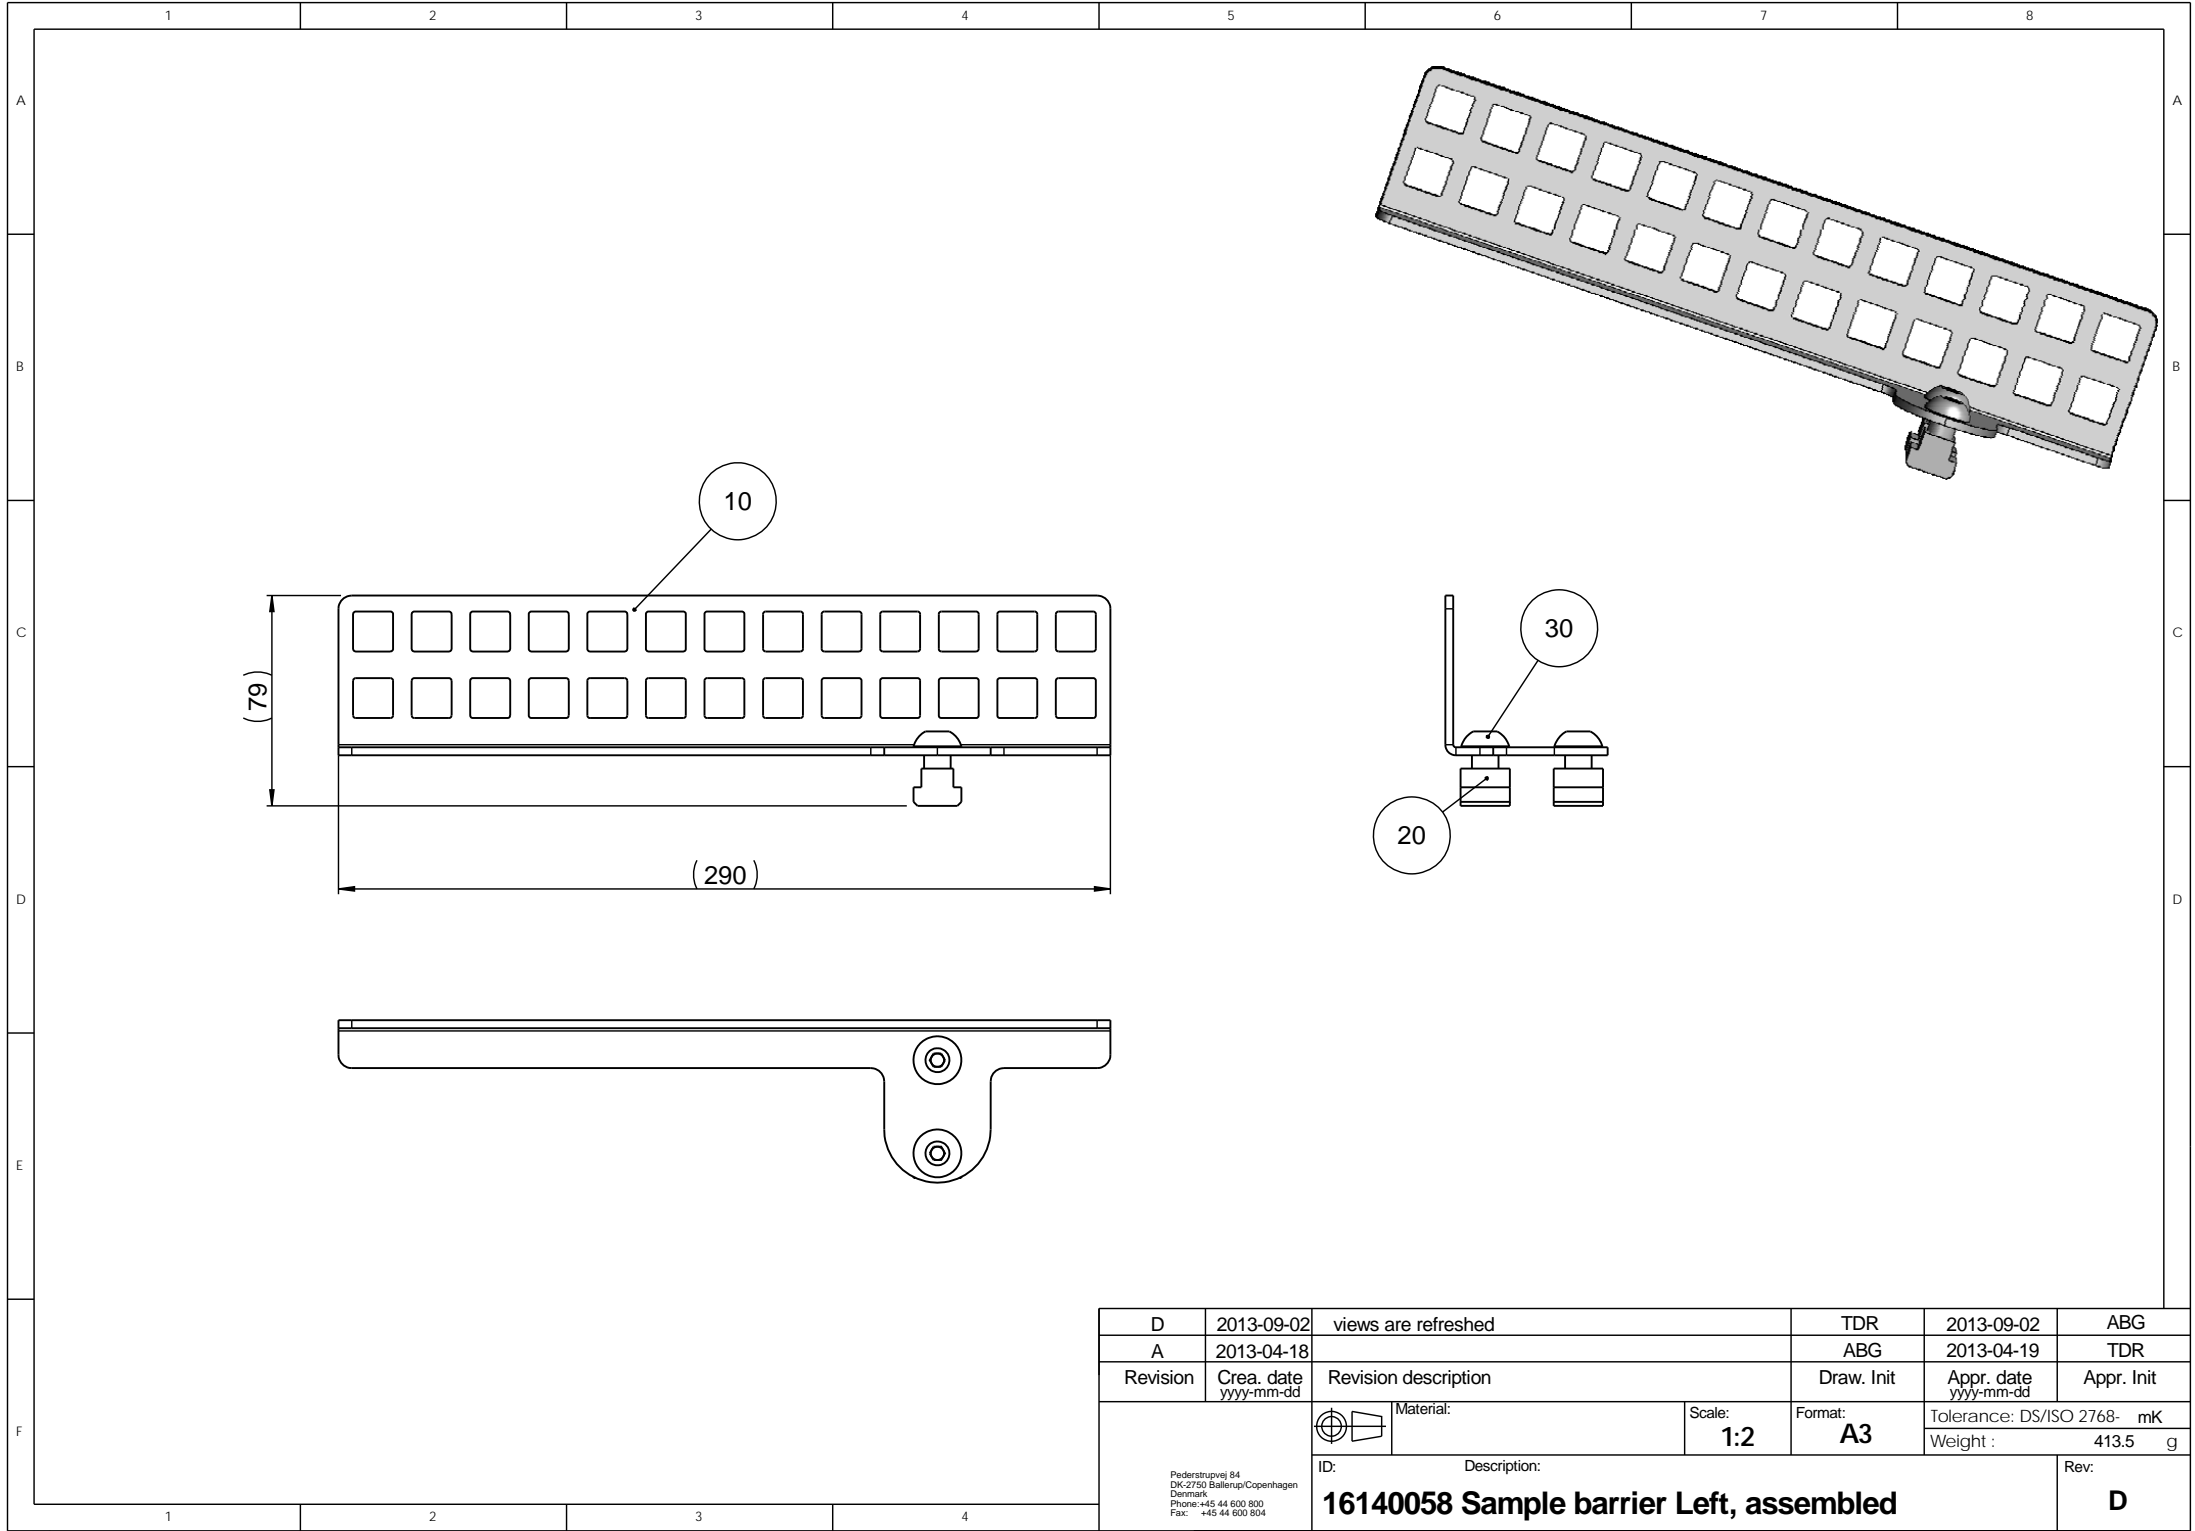 1 2 3 4 5 6 7 8
A A
B B
10
30
C C
(79)
20
(290)
D D
E
D 2013-09-02 views are refreshed TDR 2013-09-02 ABG
A 2013-04-18 ABG 2013-04-19 TDR
Revision Crea. date Revision description Draw. Init Appr. date Appr. Init
yyyy-mm-dd yyyy-mm-dd
F
Material: Scale: Format: Tolerance: DS/ISO 2768- mK
1:2 A3
Weight : 413.5 g
ID: Description: Rev:
16140058 Sample barrier Left, assembled D
Pederstrupvej 84
DK-2750 Ballerup/Copenhagen
Denmark
Phone:+45 44 600 800
Fax: +45 44 600 804
1 2 3 4